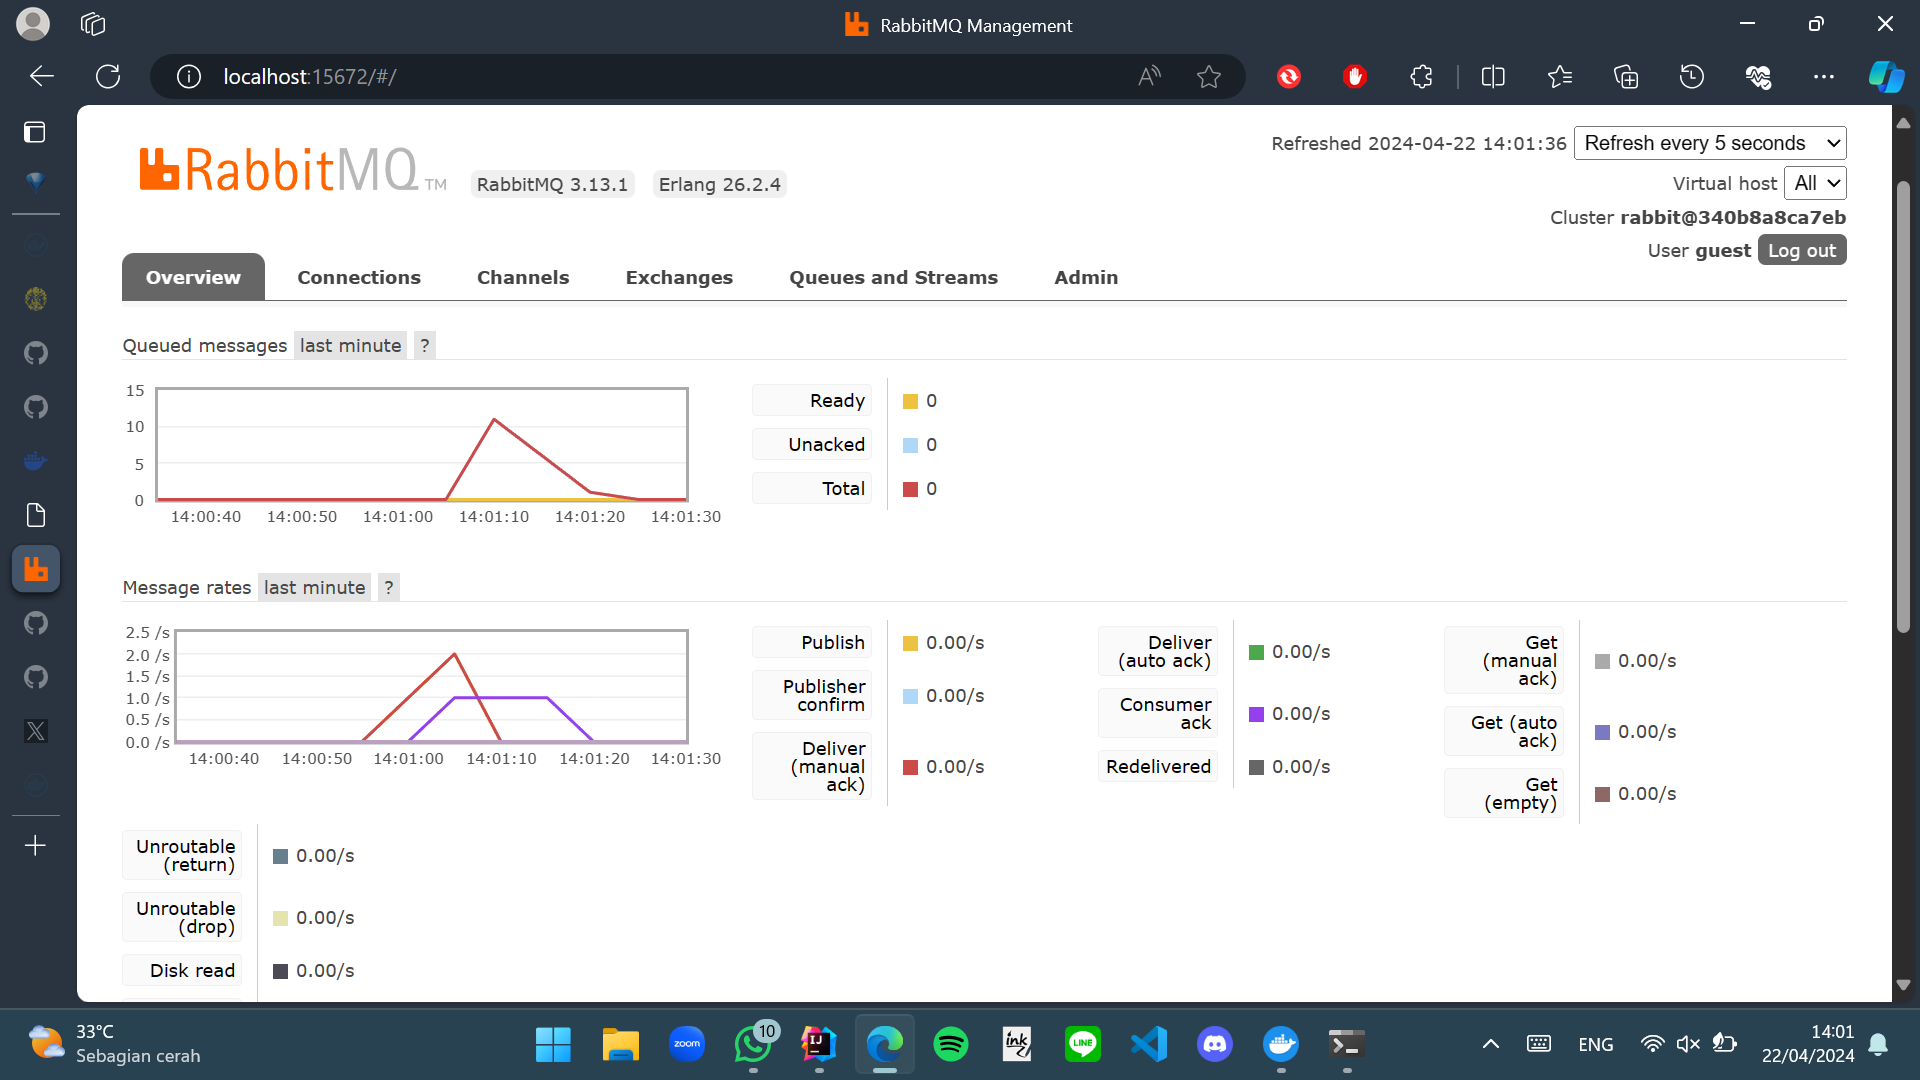 RabbitMQ Management
localhost:15672/#/
RabbitMQ TM
RabbitMQ 3.13.1
Erlang 26.2.4
Refreshed 2024-04-22 14:01:36
Refresh every 5 seconds
Virtual host
All
Cluster rabbit@340b8a8ca7eb
User guest
Log out
Overview
Connections
Channels
Exchanges
Queues and Streams
Admin
Queued messages last minute ?
15
10
5
0
14:00:40 14:00:50 14:01:00 14:01:10 14:01:20 14:01:30
Ready 0
Unacked 0
Total 0
Message rates last minute ?
2.5 /s
2.0 /s
1.5 /s
1.0 /s
0.5 /s
0.0 /s
14:00:40 14:00:50 14:01:00 14:01:10 14:01:20 14:01:30
Publish 0.00/s
Publisher
confirm 0.00/s
Deliver
(manual
ack) 0.00/s
Deliver
(auto ack) 0.00/s
Consumer
ack 0.00/s
Redelivered 0.00/s
Get
(manual
ack) 0.00/s
Get (auto
ack) 0.00/s
Get
(empty) 0.00/s
Unroutable
(return) 0.00/s
Unroutable
(drop) 0.00/s
Disk read 0.00/s
33°C
Sebagian cerah
zoom
10
IJ
ink
LINE
ENG
14:01
22/04/2024